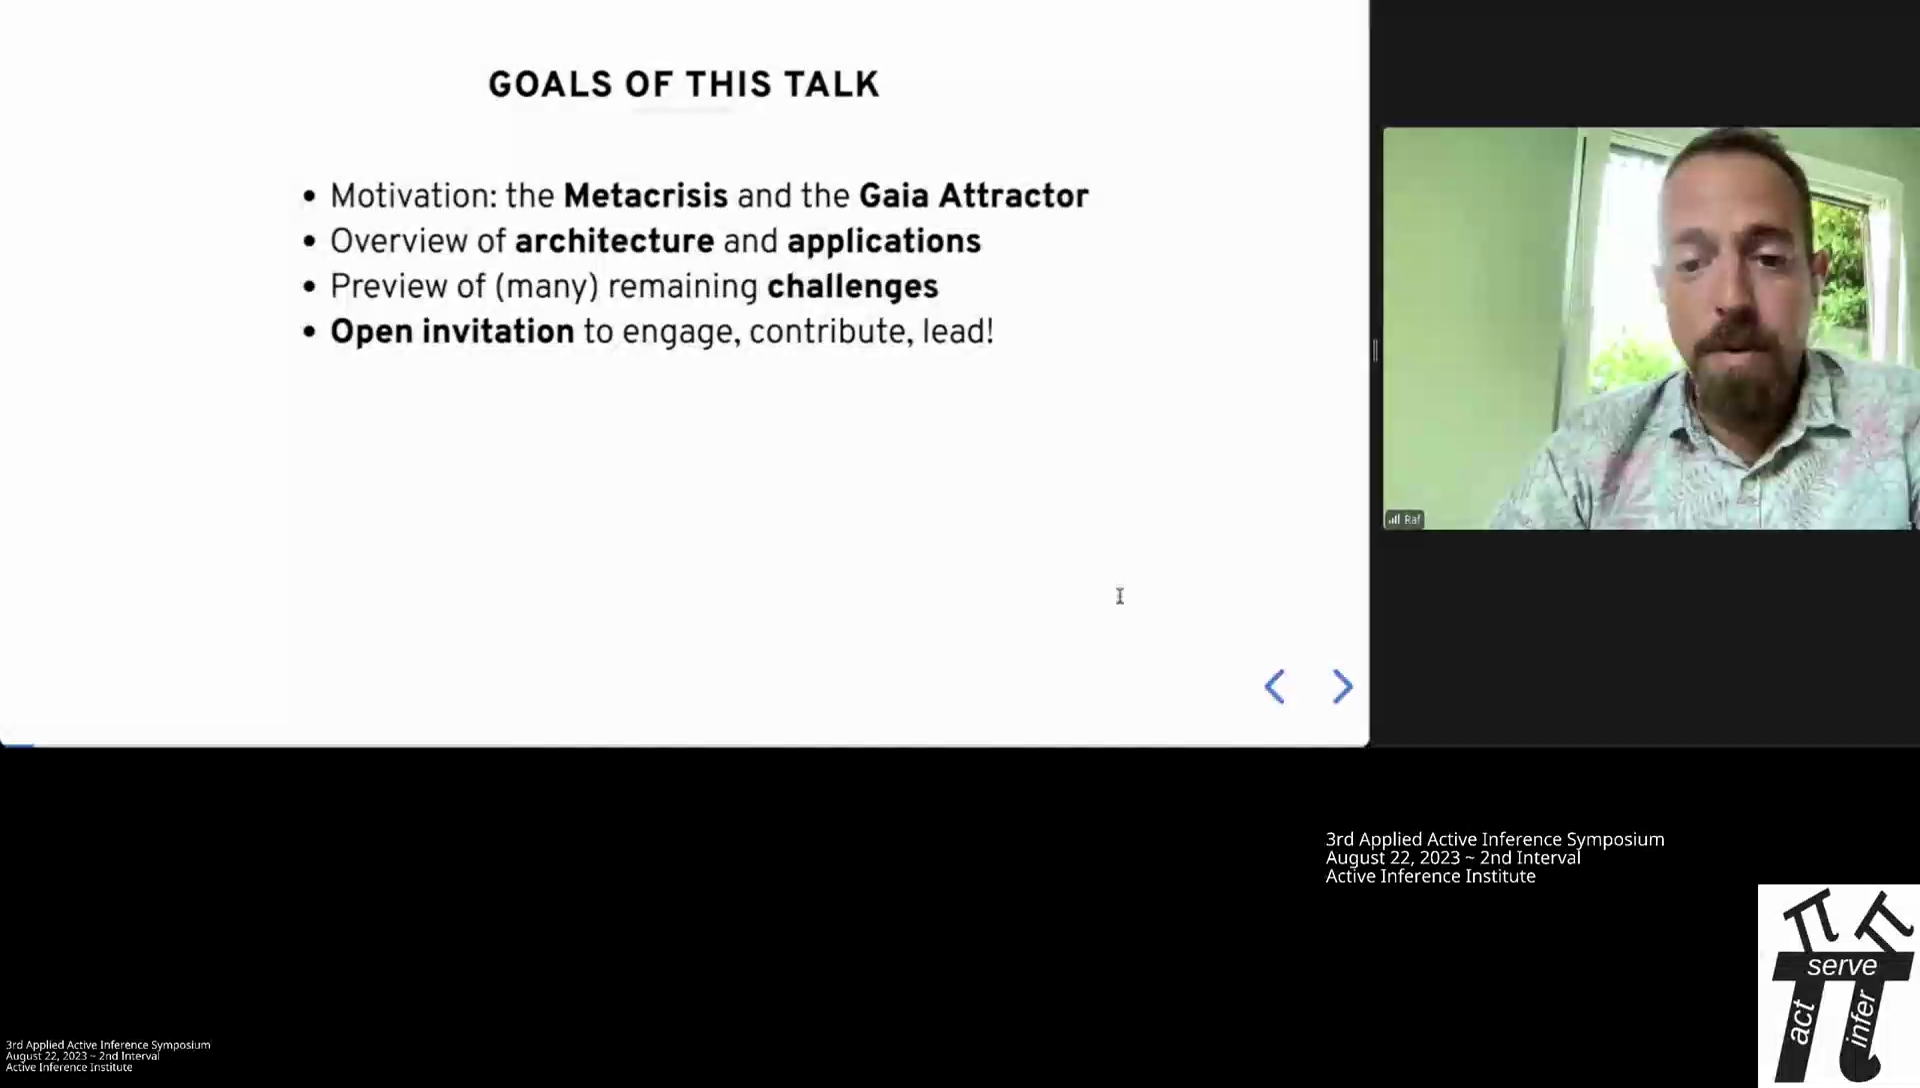 GOALS OF THIS TALK
• Motivation: the Metacrisis and the Gaia Attractor
• Overview of architecture and applications
• Preview of (many) remaining challenges
• Open invitation to engage, contribute, lead!
Raf
3rd Applied Active Inference Symposium
August 22, 2023 ~ 2nd Interval
Active Inference Institute
serve
act
infer
3rd Applied Active Inference Symposium
August 22, 2023 ~ 2nd Interval
Active Inference Institute